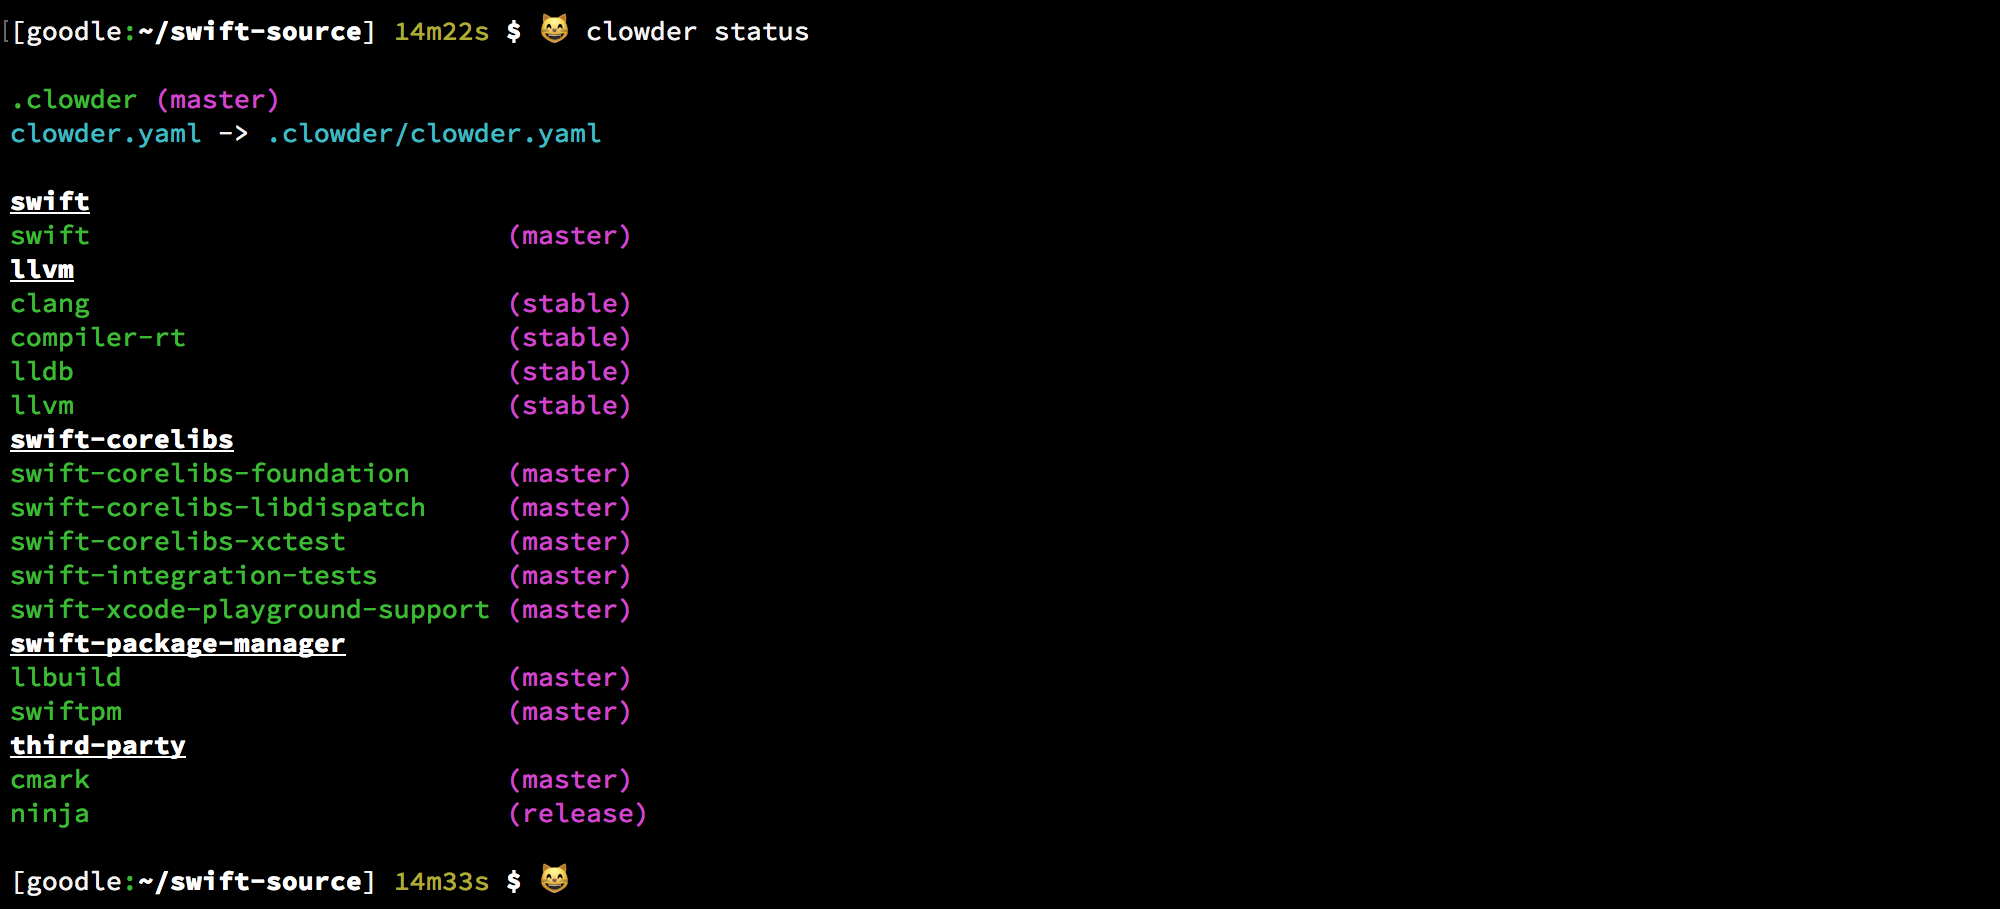 [[goodle:~/swift-source] 14m22s $ 😸 clowder status
.clowder (master)
clowder.yaml -> .clowder/clowder.yaml
swift
swift (master)
llvm
clang (stable)
compiler-rt (stable)
lldb (stable)
llvm (stable)
swift-corelibs
swift-corelibs-foundation (master)
swift-corelibs-libdispatch (master)
swift-corelibs-xctest (master)
swift-integration-tests (master)
swift-xcode-playground-support (master)
swift-package-manager
llbuild (master)
swiftpm (master)
third-party
cmark (master)
ninja (release)
[goodle:~/swift-source] 14m33s $ 😸